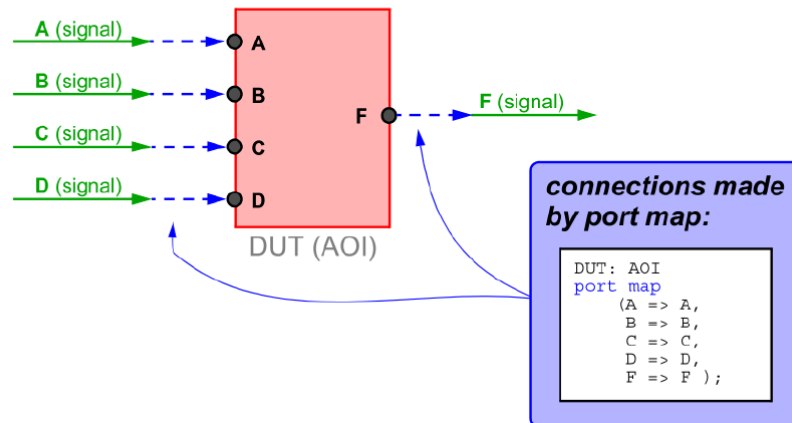 A (signal)
A
B (signal)
B
C (signal)
C
D (signal)
D
F
F (signal)
DUT (AOI)
connections made
by port map:
DUT: AOI
port map
(A => A,
B => B,
C => C,
D => D,
F => F );